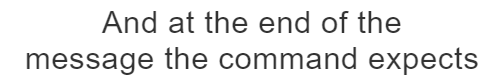 And at the end of the
message the command expects